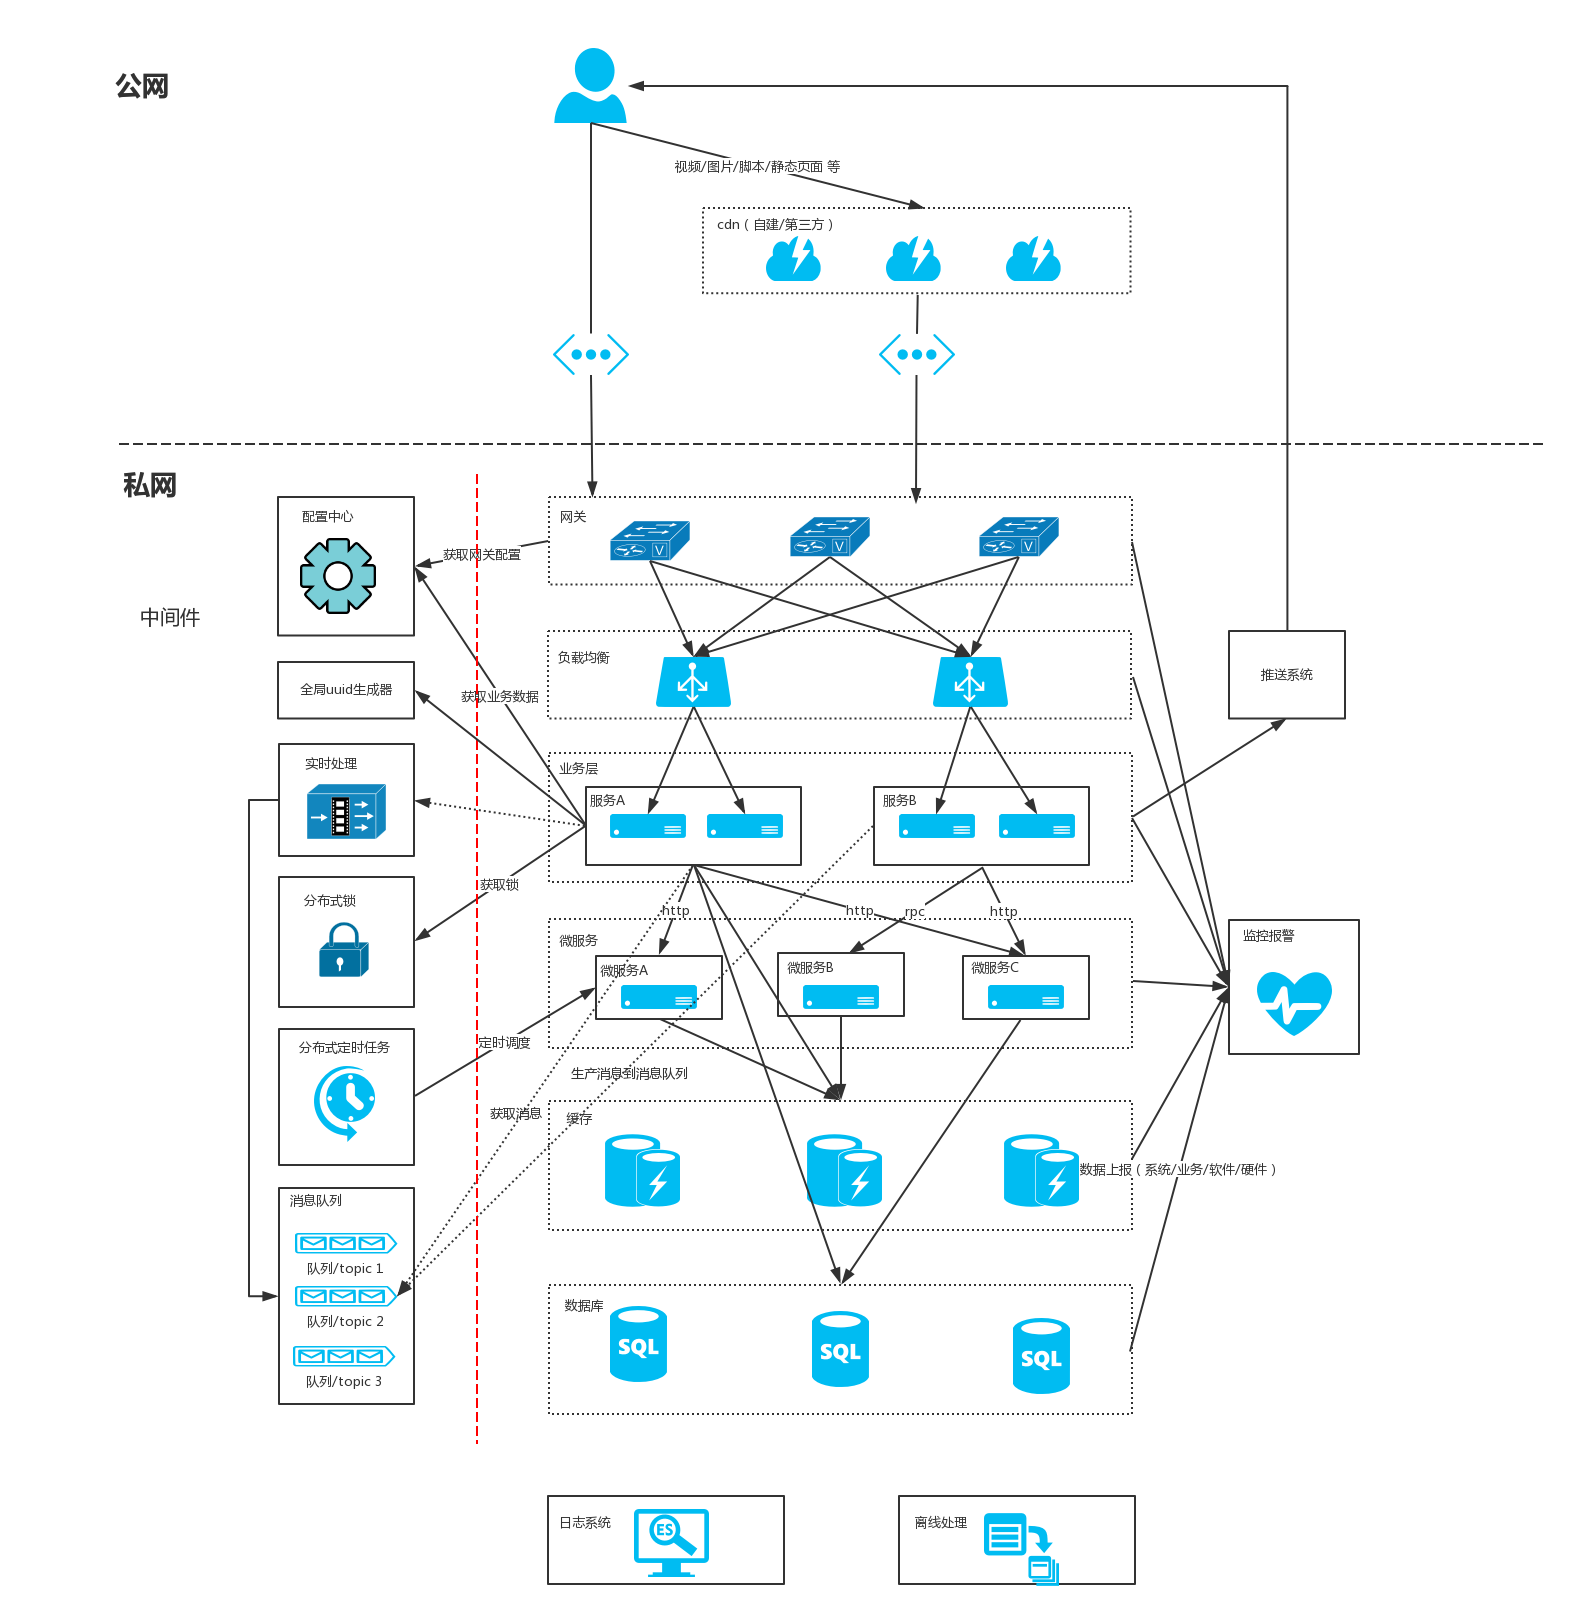 公网
视频/图片/脚本/静态页面 等
cdn（自建/第三方）
私网
配置中心
网关
获取网关配置
中间件
负载均衡
全局uuid生成器
获取业务数据
推送系统
实时处理
业务层
服务A
服务B
获取锁
分布式锁
http
http
rpc
http
微服务
监控报警
微服务A
微服务B
微服务C
分布式定时任务
定时调度
生产消息到消息队列
获取消息
缓存
数据上报（系统/业务/软件/硬件）
消息队列
队列/topic 1
队列/topic 2
队列/topic 3
数据库
SQL
SQL
SQL
V
V
V
日志系统
ES
离线处理